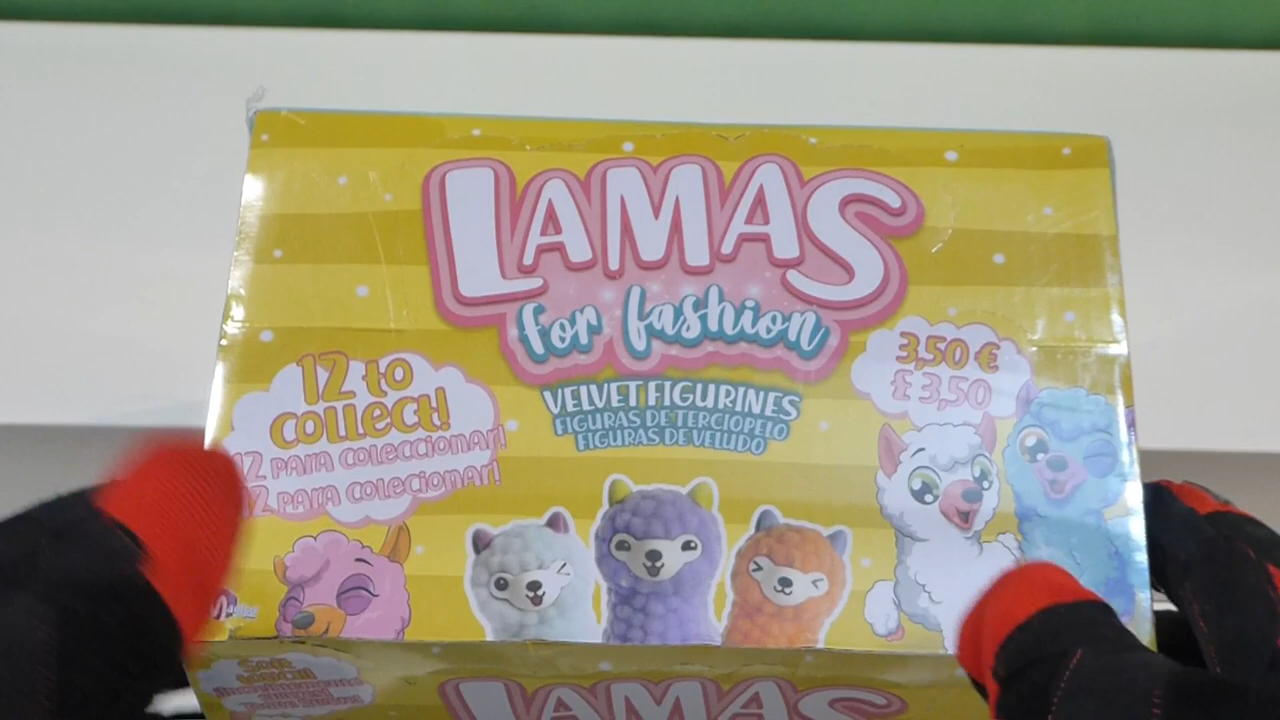 LAMAS
for fashion
VELVET FIGURINES
FIGURAS DE TERCIOPELO
FIGURAS DE VELUDO
12 to
collect!
12 PARA COLECCIONAR!
12 PARA COLECIONAR!
3,50 €
£ 3,50
LAMAS